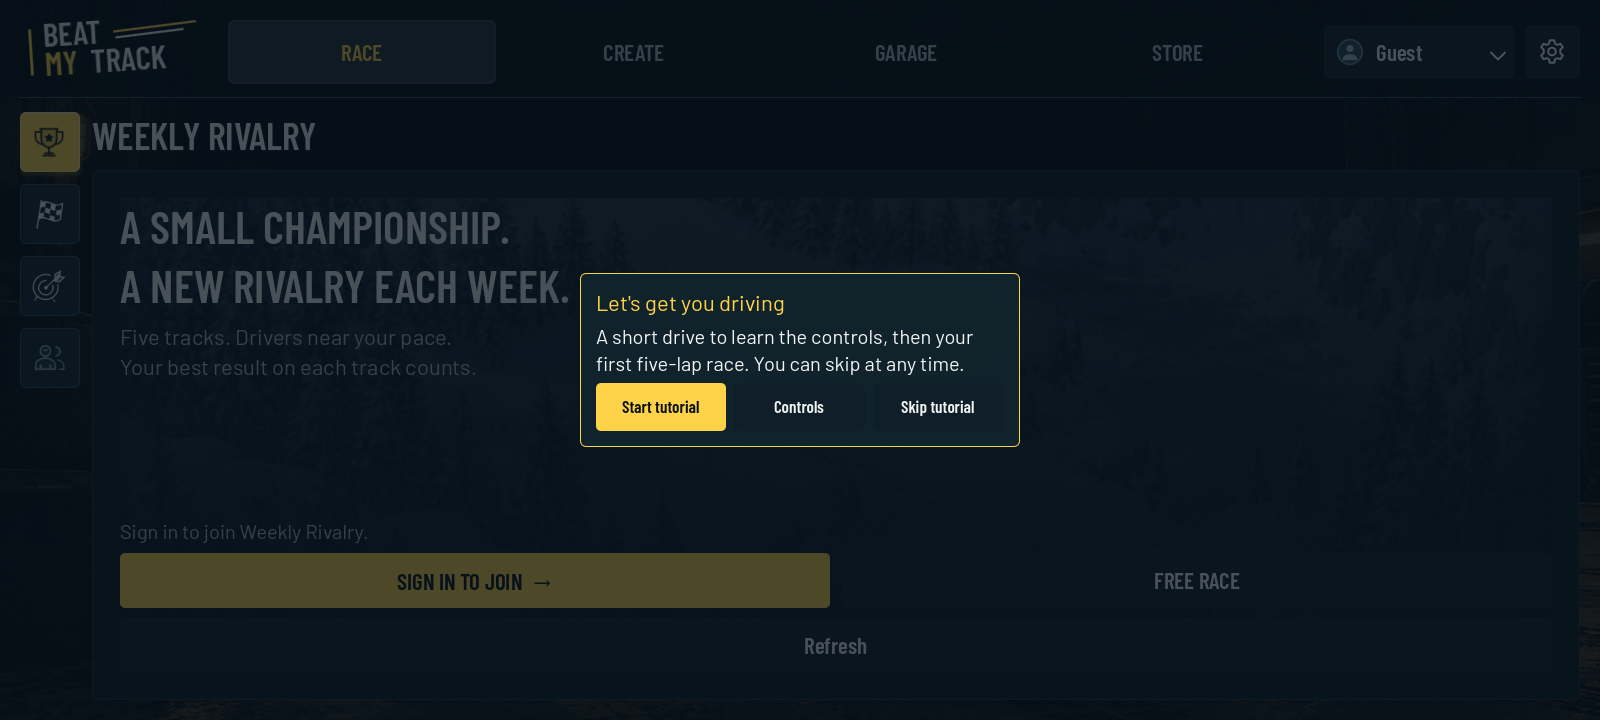 BEAT
MY TRACK
RACE
CREATE
GARAGE
STORE
Guest
WEEKLY RIVALRY
A SMALL CHAMPIONSHIP.
A NEW RIVALRY EACH WEEK.
Five tracks. Drivers near your pace.
Your best result on each track counts.
Let's get you driving
A short drive to learn the controls, then your
first five-lap race. You can skip at any time.
Start tutorial
Controls
Skip tutorial
Sign in to join Weekly Rivalry.
SIGN IN TO JOIN →
FREE RACE
Refresh